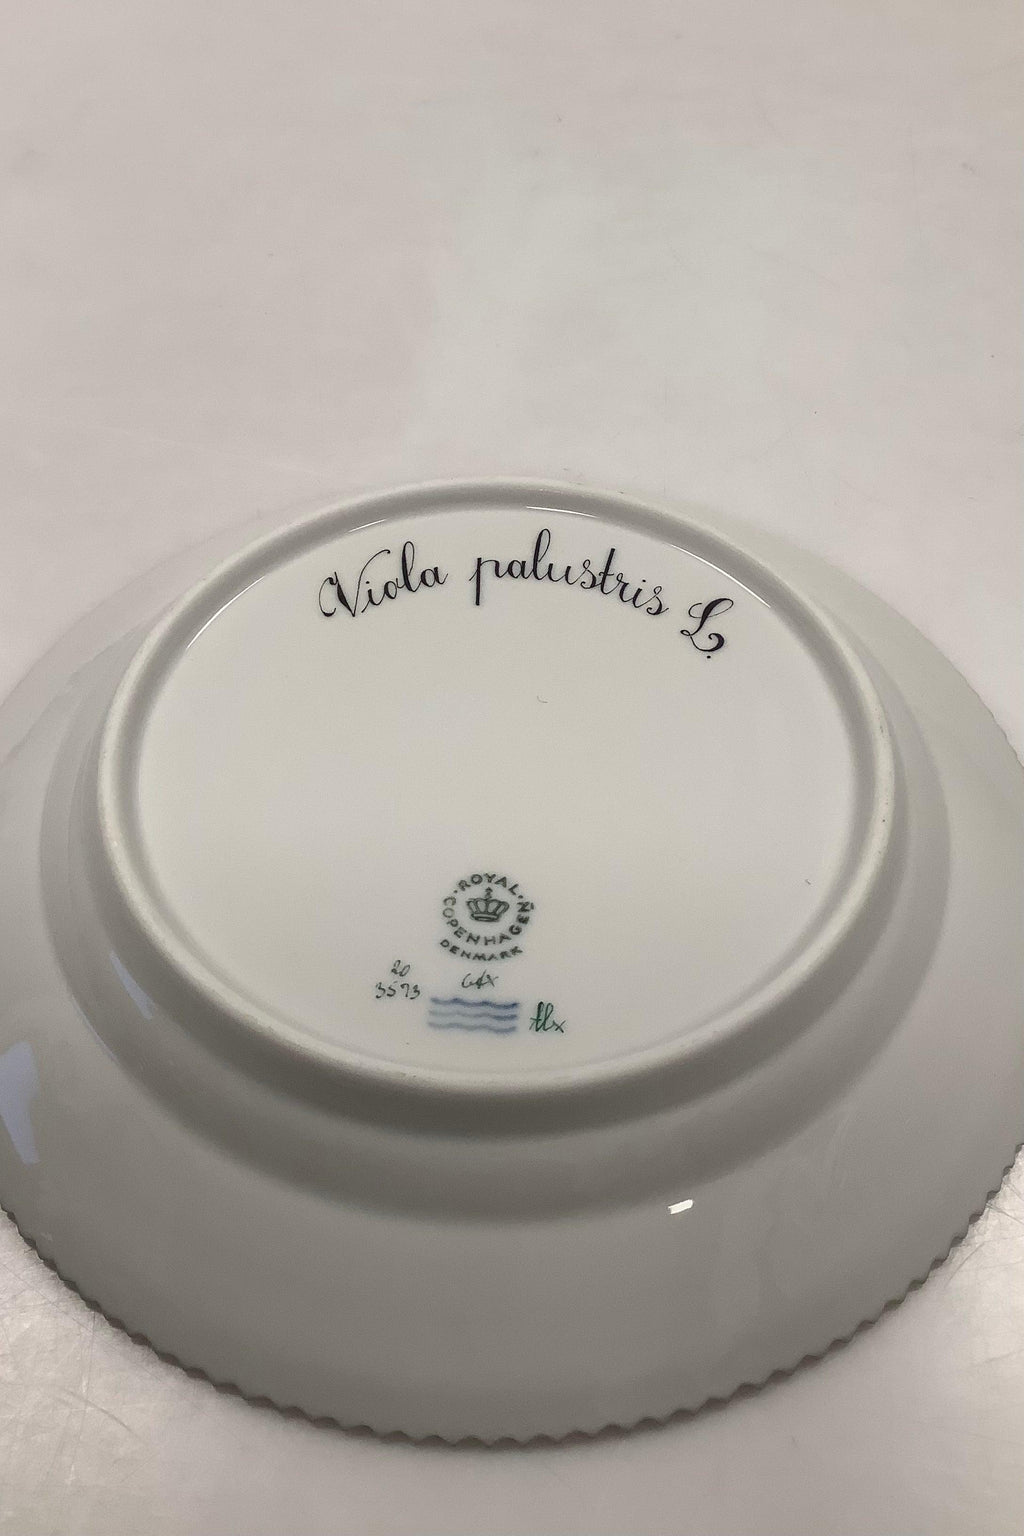 Viola palustris L.
ROYAL
COPENHAGEN
DENMARK
20
3573